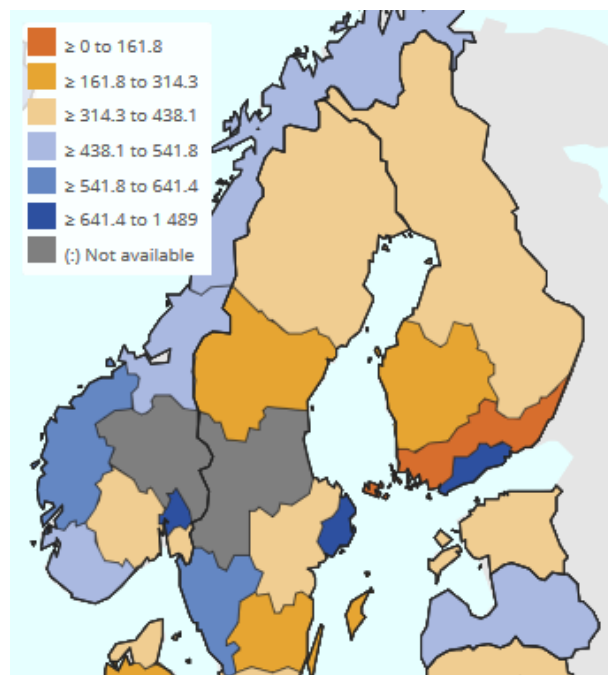 ≥ 0 to 161.8
≥ 161.8 to 314.3
≥ 314.3 to 438.1
≥ 438.1 to 541.8
≥ 541.8 to 641.4
≥ 641.4 to 1 489
(:) Not available